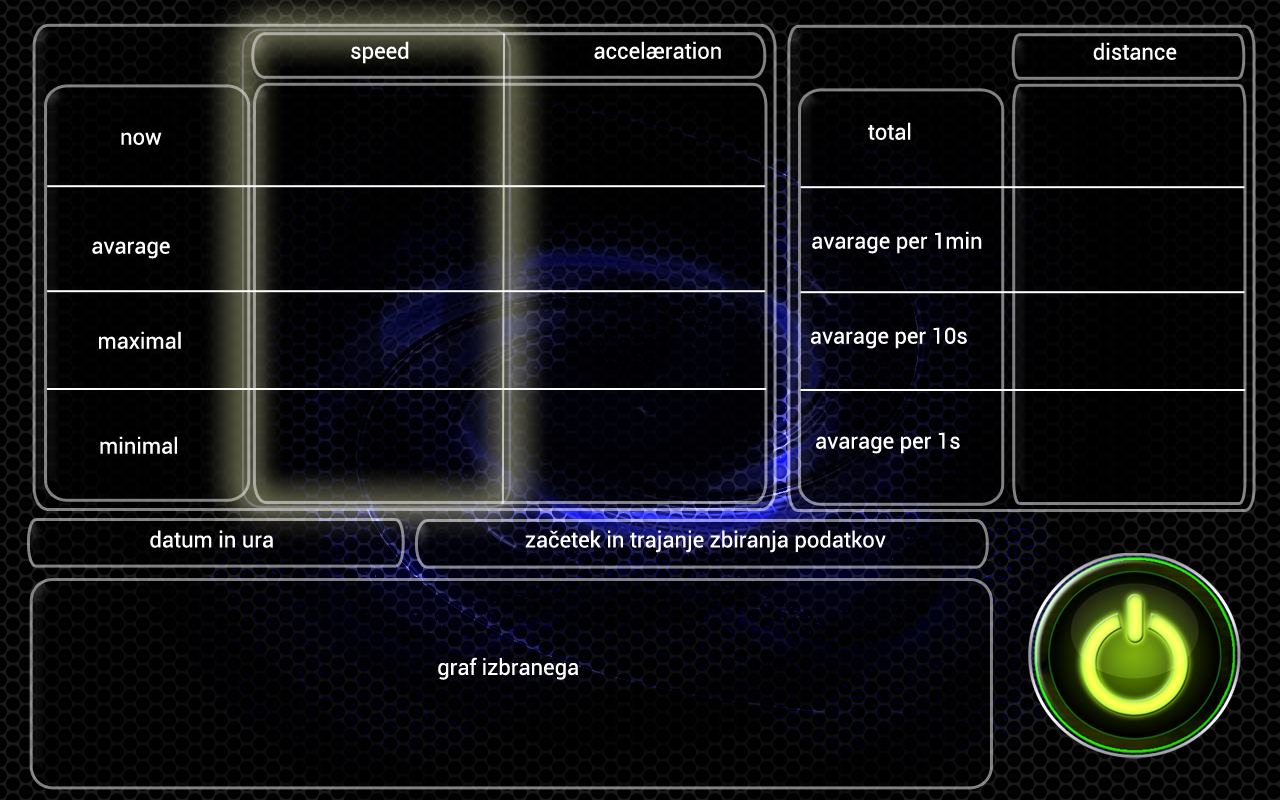 speed
accelæration
distance
now
total
avarage
avarage per 1min
maximal
avarage per 10s
minimal
avarage per 1s
datum in ura
začetek in trajanje zbiranja podatkov
graf izbranega